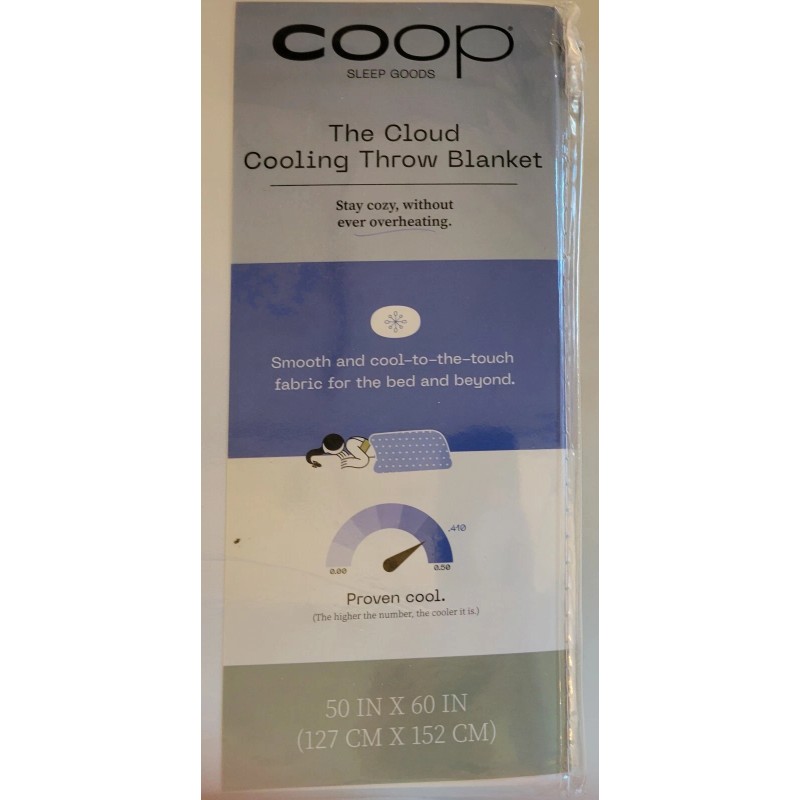 coop®
SLEEP GOODS
The Cloud
Cooling Throw Blanket
Stay cozy, without
ever overheating.
Smooth and cool-to-the-touch
fabric for the bed and beyond.
.410
0.00
0.50
Proven cool.
(The higher the number, the cooler it is.)
50 IN X 60 IN
(127 CM X 152 CM)